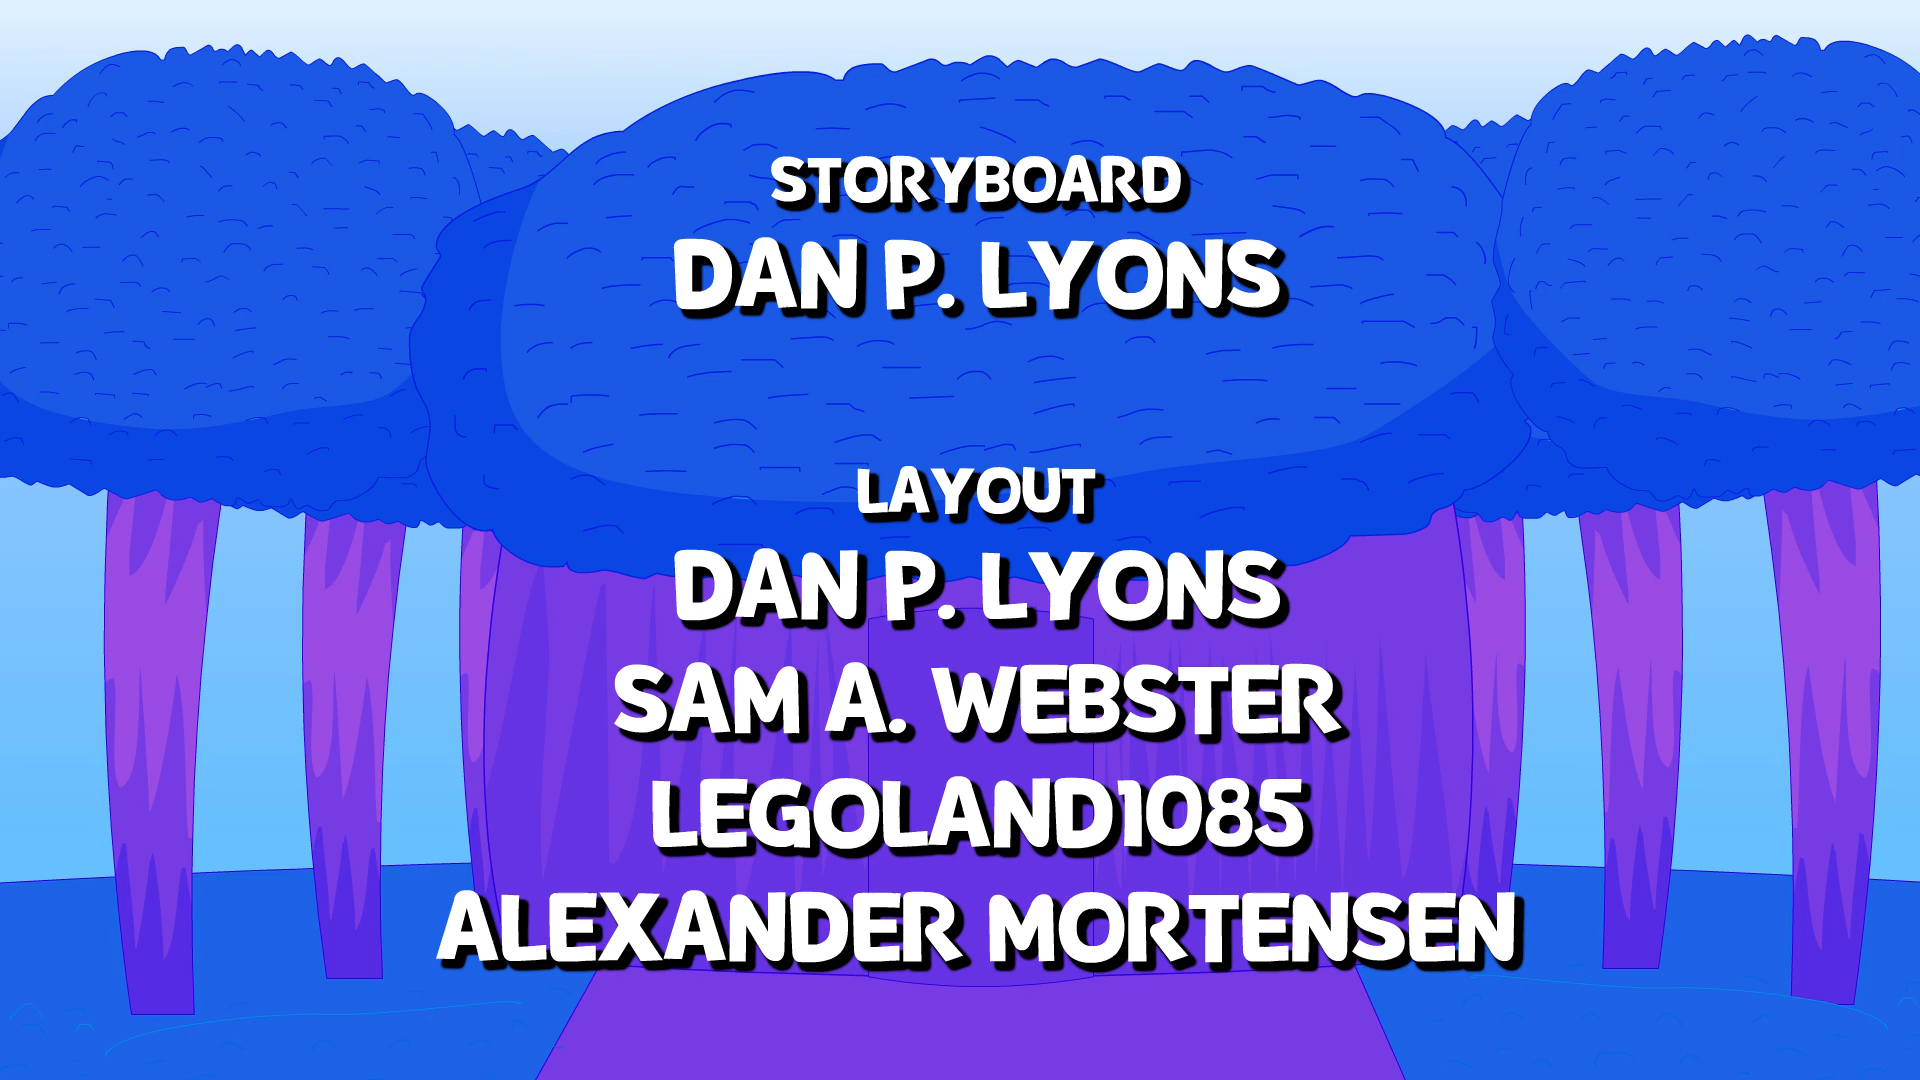 STORYBOARD
DAN P. LYONS
LAYOUT
DAN P. LYONS
SAM A. WEBSTER
LEGOLAND1085
ALEXANDER MORTENSEN